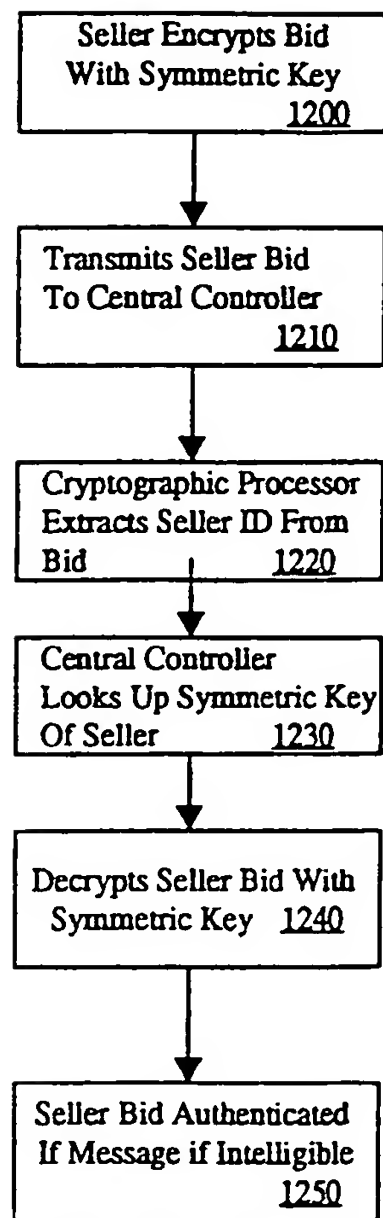 Seller Encrypts Bid
With Symmetric Key
1200
Transmits Seller Bid
To Central Controller
1210
Cryptographic Processor
Extracts Seller ID From
Bid 1220
Central Controller
Looks Up Symmetric Key
Of Seller 1230
Decrypts Seller Bid With
Symmetric Key 1240
Seller Bid Authenticated
If Message if Intelligible
1250